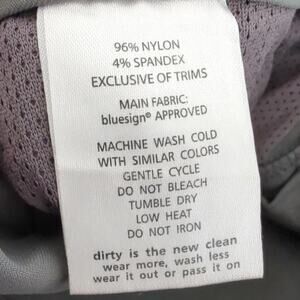 96% NYLON
4% SPANDEX
EXCLUSIVE OF TRIMS
MAIN FABRIC:
bluesign® APPROVED
MACHINE WASH COLD
WITH SIMILAR COLORS
GENTLE CYCLE
DO NOT BLEACH
TUMBLE DRY
LOW HEAT
DO NOT IRON
dirty is the new clean
wear more, wash less
wear it out or pass it on